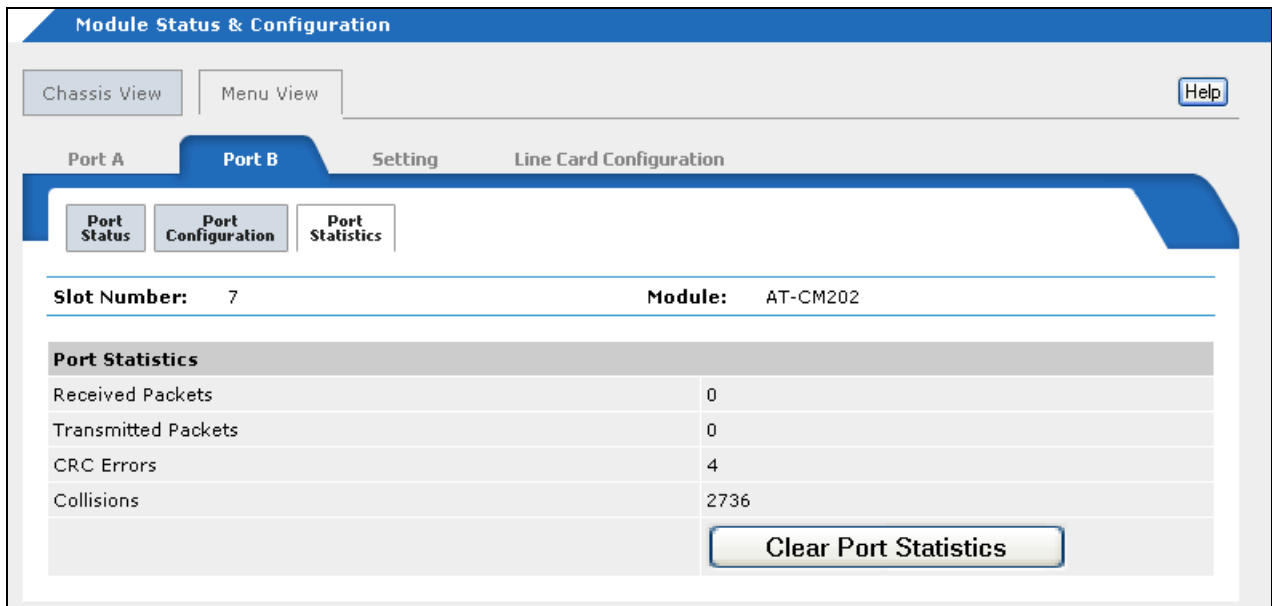 Module Status & Configuration
Chassis View Menu View Help
Port A Port B Setting Line Card Configuration
Port Status Port Configuration Port Statistics
Slot Number: 7 Module: AT-CM202
Port Statistics
Received Packets 0
Transmitted Packets 0
CRC Errors 4
Collisions 2736
Clear Port Statistics